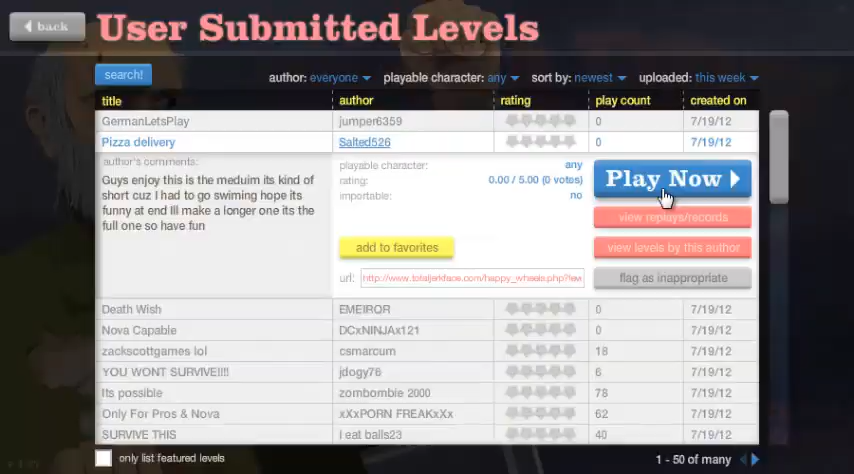 back
User Submitted Levels
search!
author: everyone playable character: any sort by: newest uploaded: this week
title author rating play count created on
GermanLetsPlay jumper6359 0 7/19/12
Pizza delivery Salted526 0 7/19/12
author's comments:
Guys enjoy this is the meduim its kind of
short cuz I had to go swiming hope its
funny at end Ill make a longer one its the
full one so have fun
playable character: any
rating: 0.00 / 5.00 (0 votes)
importable: no
add to favorites
url: http://www.totaljerkface.com/happy_wheels.php?lev
Play Now
view replays/records
view levels by this author
flag as inappropriate
Death Wish EMEIRQR 0 7/19/12
Nova Capable DCxNINJAx121 0 7/19/12
zackscottgames lol csmarcum 18 7/19/12
YOU WONT SURVIVE!!!! jdogy76 6 7/19/12
Its possible zombombie 2000 78 7/19/12
Only For Pros & Nova xXxPORN FREAKxXx 62 7/19/12
SURVIVE THIS i eat balls23 40 7/19/12
only list featured levels
1 - 50 of many